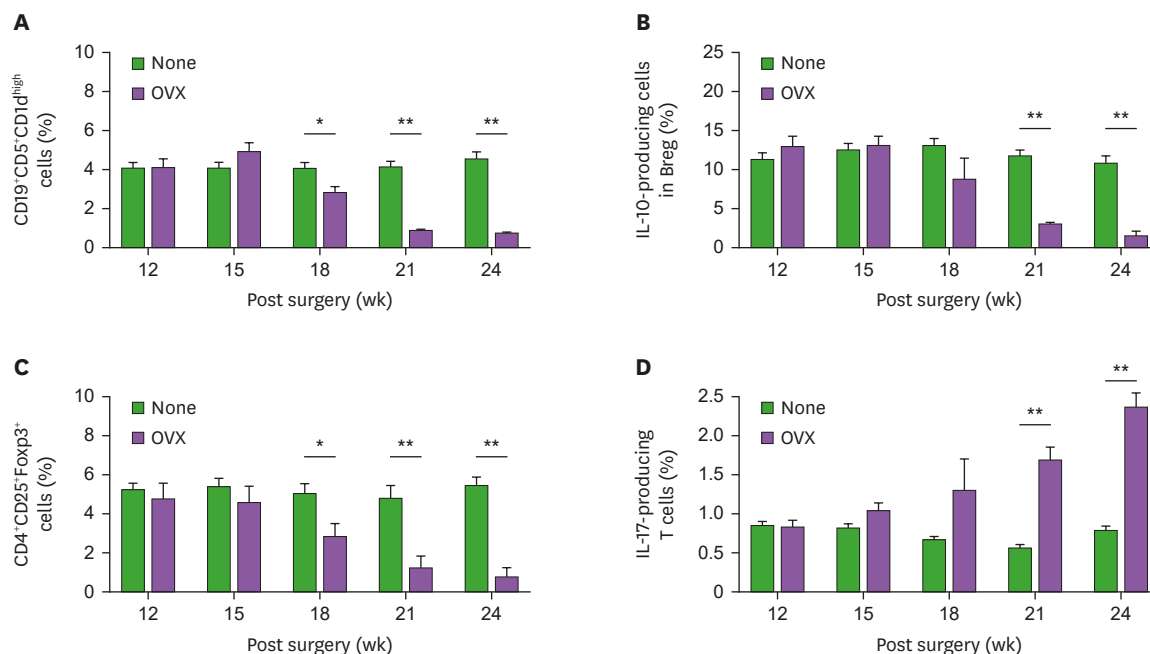 A
CD19⁺CD5⁺CD1dʰⁱᵍʰ
cells (%)
10
8
6
4
2
0
None
OVX
*
**
**
12 15 18 21 24
Post surgery (wk)
B
IL-10-producing cells
in Breg (%)
25
20
15
10
5
0
None
OVX
**
**
12 15 18 21 24
Post surgery (wk)
C
CD4⁺CD25⁺Foxp3⁺
cells (%)
10
8
6
4
2
0
None
OVX
*
**
**
12 15 18 21 24
Post surgery (wk)
D
IL-17-producing
T cells (%)
2.5
2.0
1.5
1.0
0.5
0
None
OVX
**
**
12 15 18 21 24
Post surgery (wk)